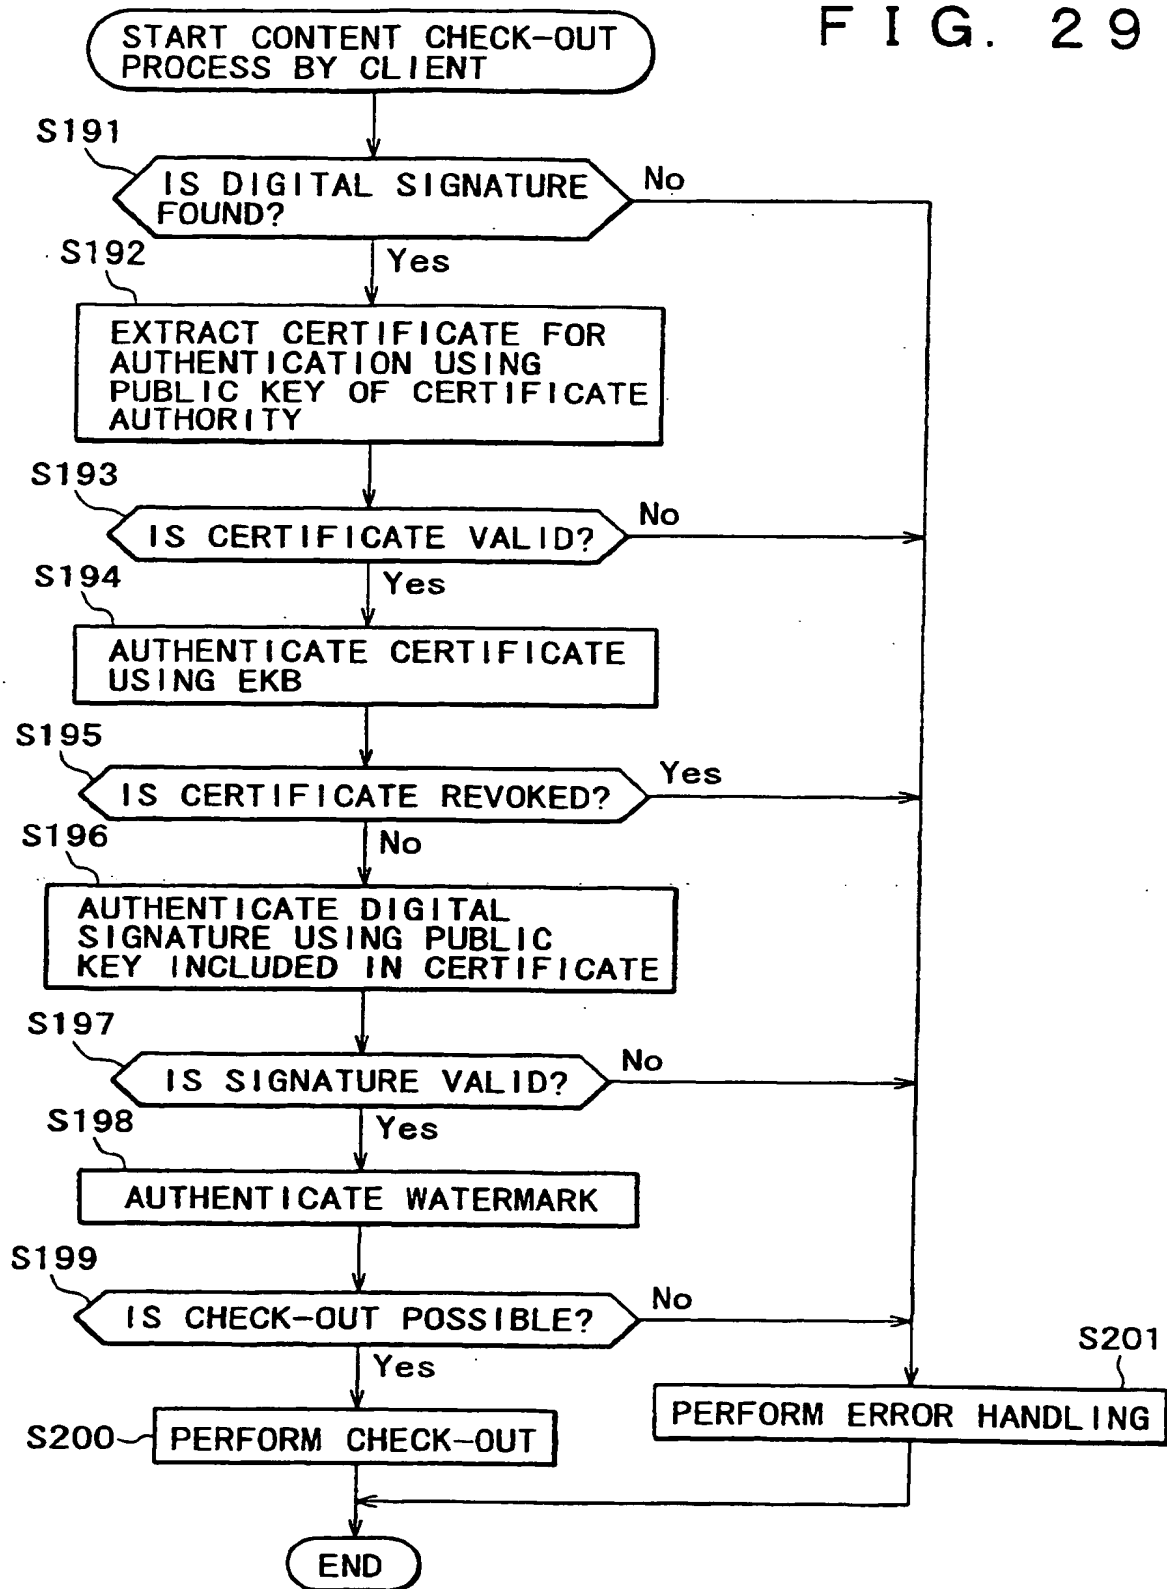 FIG. 29
START CONTENT CHECK-OUT
PROCESS BY CLIENT
S191
IS DIGITAL SIGNATURE
FOUND?
No
Yes
S192
EXTRACT CERTIFICATE FOR
AUTHENTICATION USING
PUBLIC KEY OF CERTIFICATE
AUTHORITY
S193
IS CERTIFICATE VALID?
No
Yes
S194
AUTHENTICATE CERTIFICATE
USING EKB
S195
IS CERTIFICATE REVOKED?
Yes
No
S196
AUTHENTICATE DIGITAL
SIGNATURE USING PUBLIC
KEY INCLUDED IN CERTIFICATE
S197
IS SIGNATURE VALID?
No
Yes
S198
AUTHENTICATE WATERMARK
S199
IS CHECK-OUT POSSIBLE?
No
Yes
S200
PERFORM CHECK-OUT
S201
PERFORM ERROR HANDLING
END